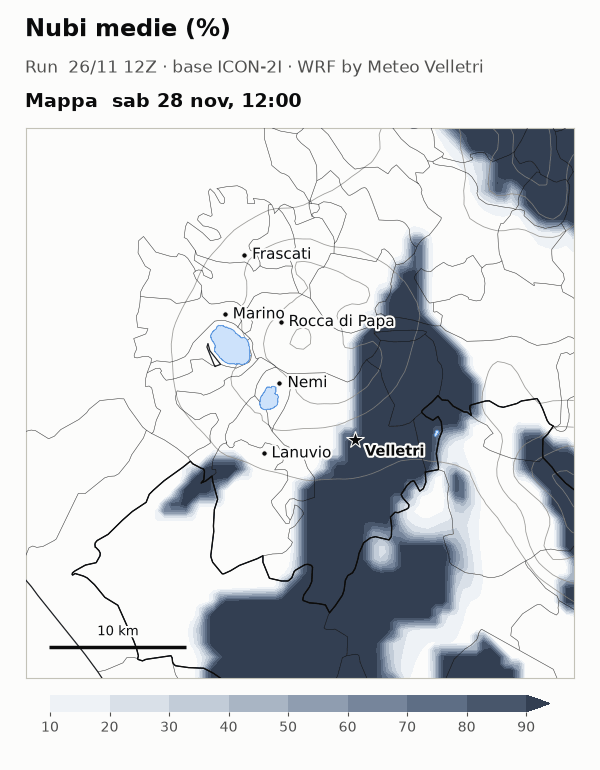 Nubi medie (%)
Run  26/11 12Z · base ICON-2I · WRF by Meteo Velletri
Mappa  sab 28 nov, 12:00
Frascati
Marino
Rocca di Papa
Nemi
Velletri
Lanuvio
10 km
10 20 30 40 50 60 70 80 90